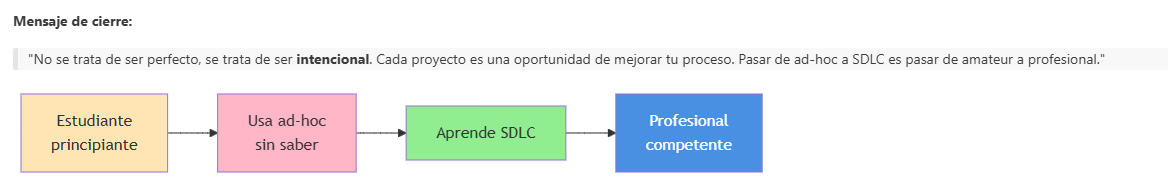 Mensaje de cierre:
"No se trata de ser perfecto, se trata de ser intencional. Cada proyecto es una oportunidad de mejorar tu proceso. Pasar de ad-hoc a SDLC es pasar de amateur a profesional."
Estudiante
principiante
Usa ad-hoc
sin saber
Aprende SDLC
Profesional
competente